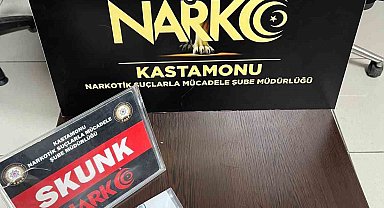 NARKO
KASTAMONU
NARKOTİK SUÇLARLA MÜCADELE ŞUBE MÜDÜRLÜĞÜ
KASTAMONU
NARKOTİK SUÇLARLA MÜCADELE
ŞUBE MÜDÜRLÜĞÜ
SKUNK
NARKO